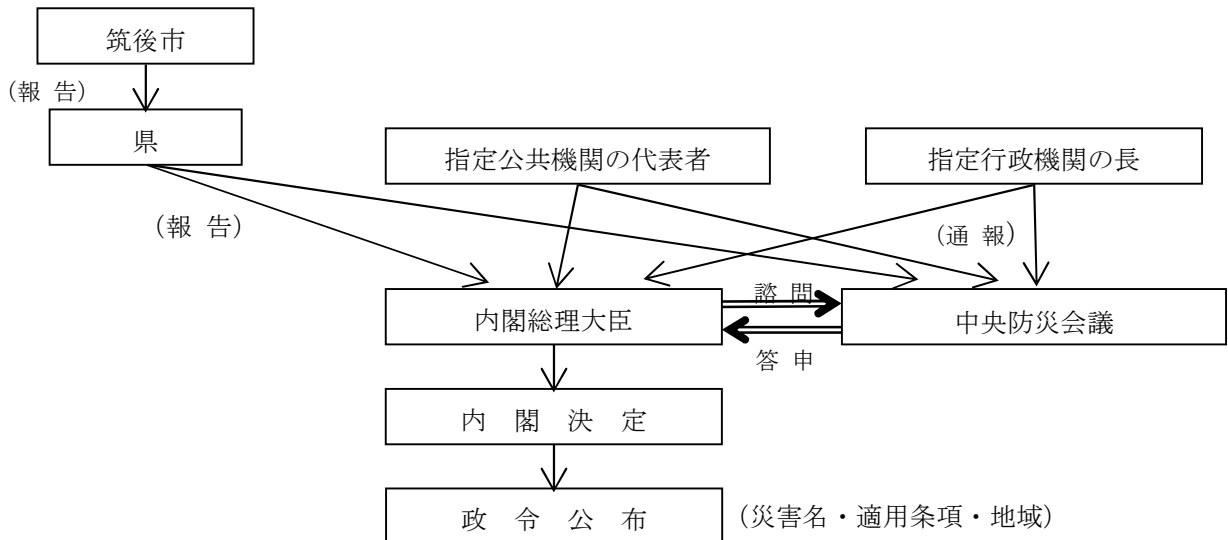 筑後市
（報 告）
県
指定公共機関の代表者
指定行政機関の長
（報 告）
（通 報）
内閣総理大臣
諮 問
中央防災会議
答 申
内 閣 決 定
政 令 公 布
（災害名・適用条項・地域）